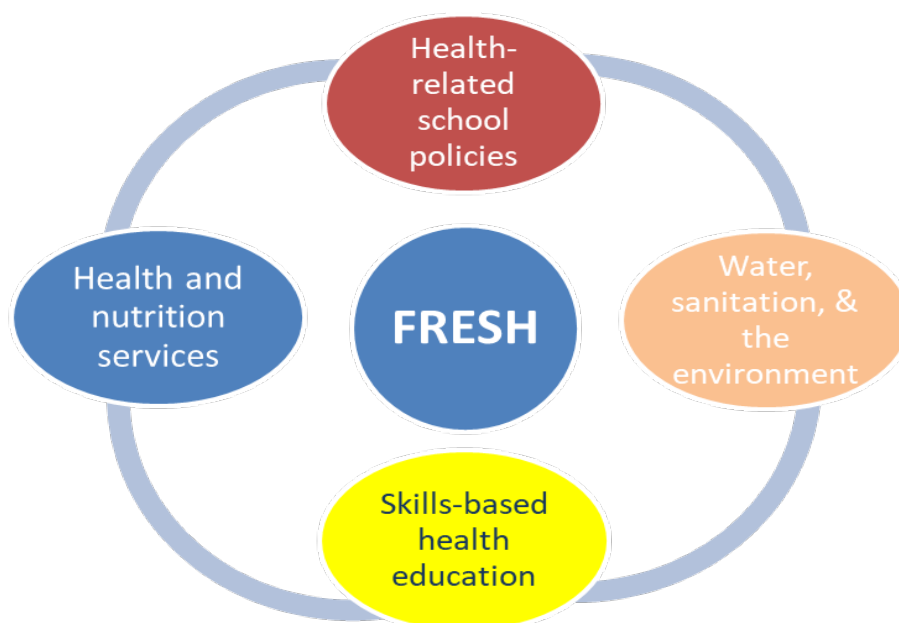 Health-
related
school
policies
Health and
nutrition
services
FRESH
Water,
sanitation, &
the
environment
Skills-based
health
education